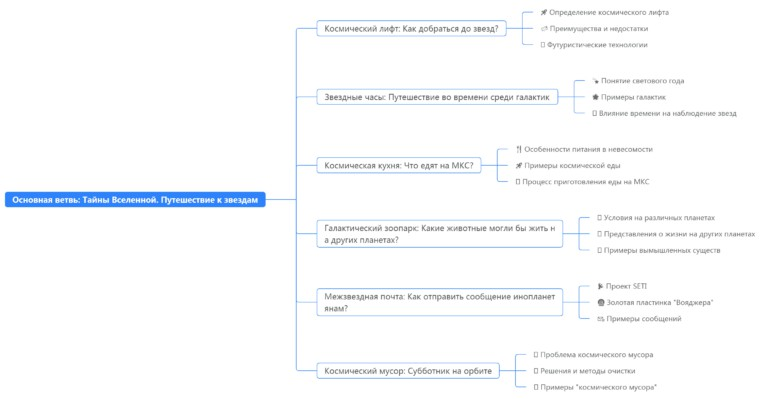 Космический лифт: Как добраться до звезд?
Определение космического лифта
Преимущества и недостатки
Футуристические технологии
Звездные часы: Путешествие во времени среди галактик
Понятие светового года
Примеры галактик
Влияние времени на наблюдение звезд
Космическая кухня: Что едят на МКС?
Особенности питания в невесомости
Примеры космической еды
Процесс приготовления еды на МКС
Основная ветвь: Тайны Вселенной. Путешествие к звездам
Галактический зоопарк: Какие животные могли бы жить н
а других планетах?
Условия на различных планетах
Представления о жизни на других планетах
Примеры вымышленных существ
Межзвездная почта: Как отправить сообщение инопланет
янам?
Проект SETI
Золотая пластинка "Вояджера"
Примеры сообщений
Космический мусор: Субботник на орбите
Проблема космического мусора
Решения и методы очистки
Примеры "космического мусора"